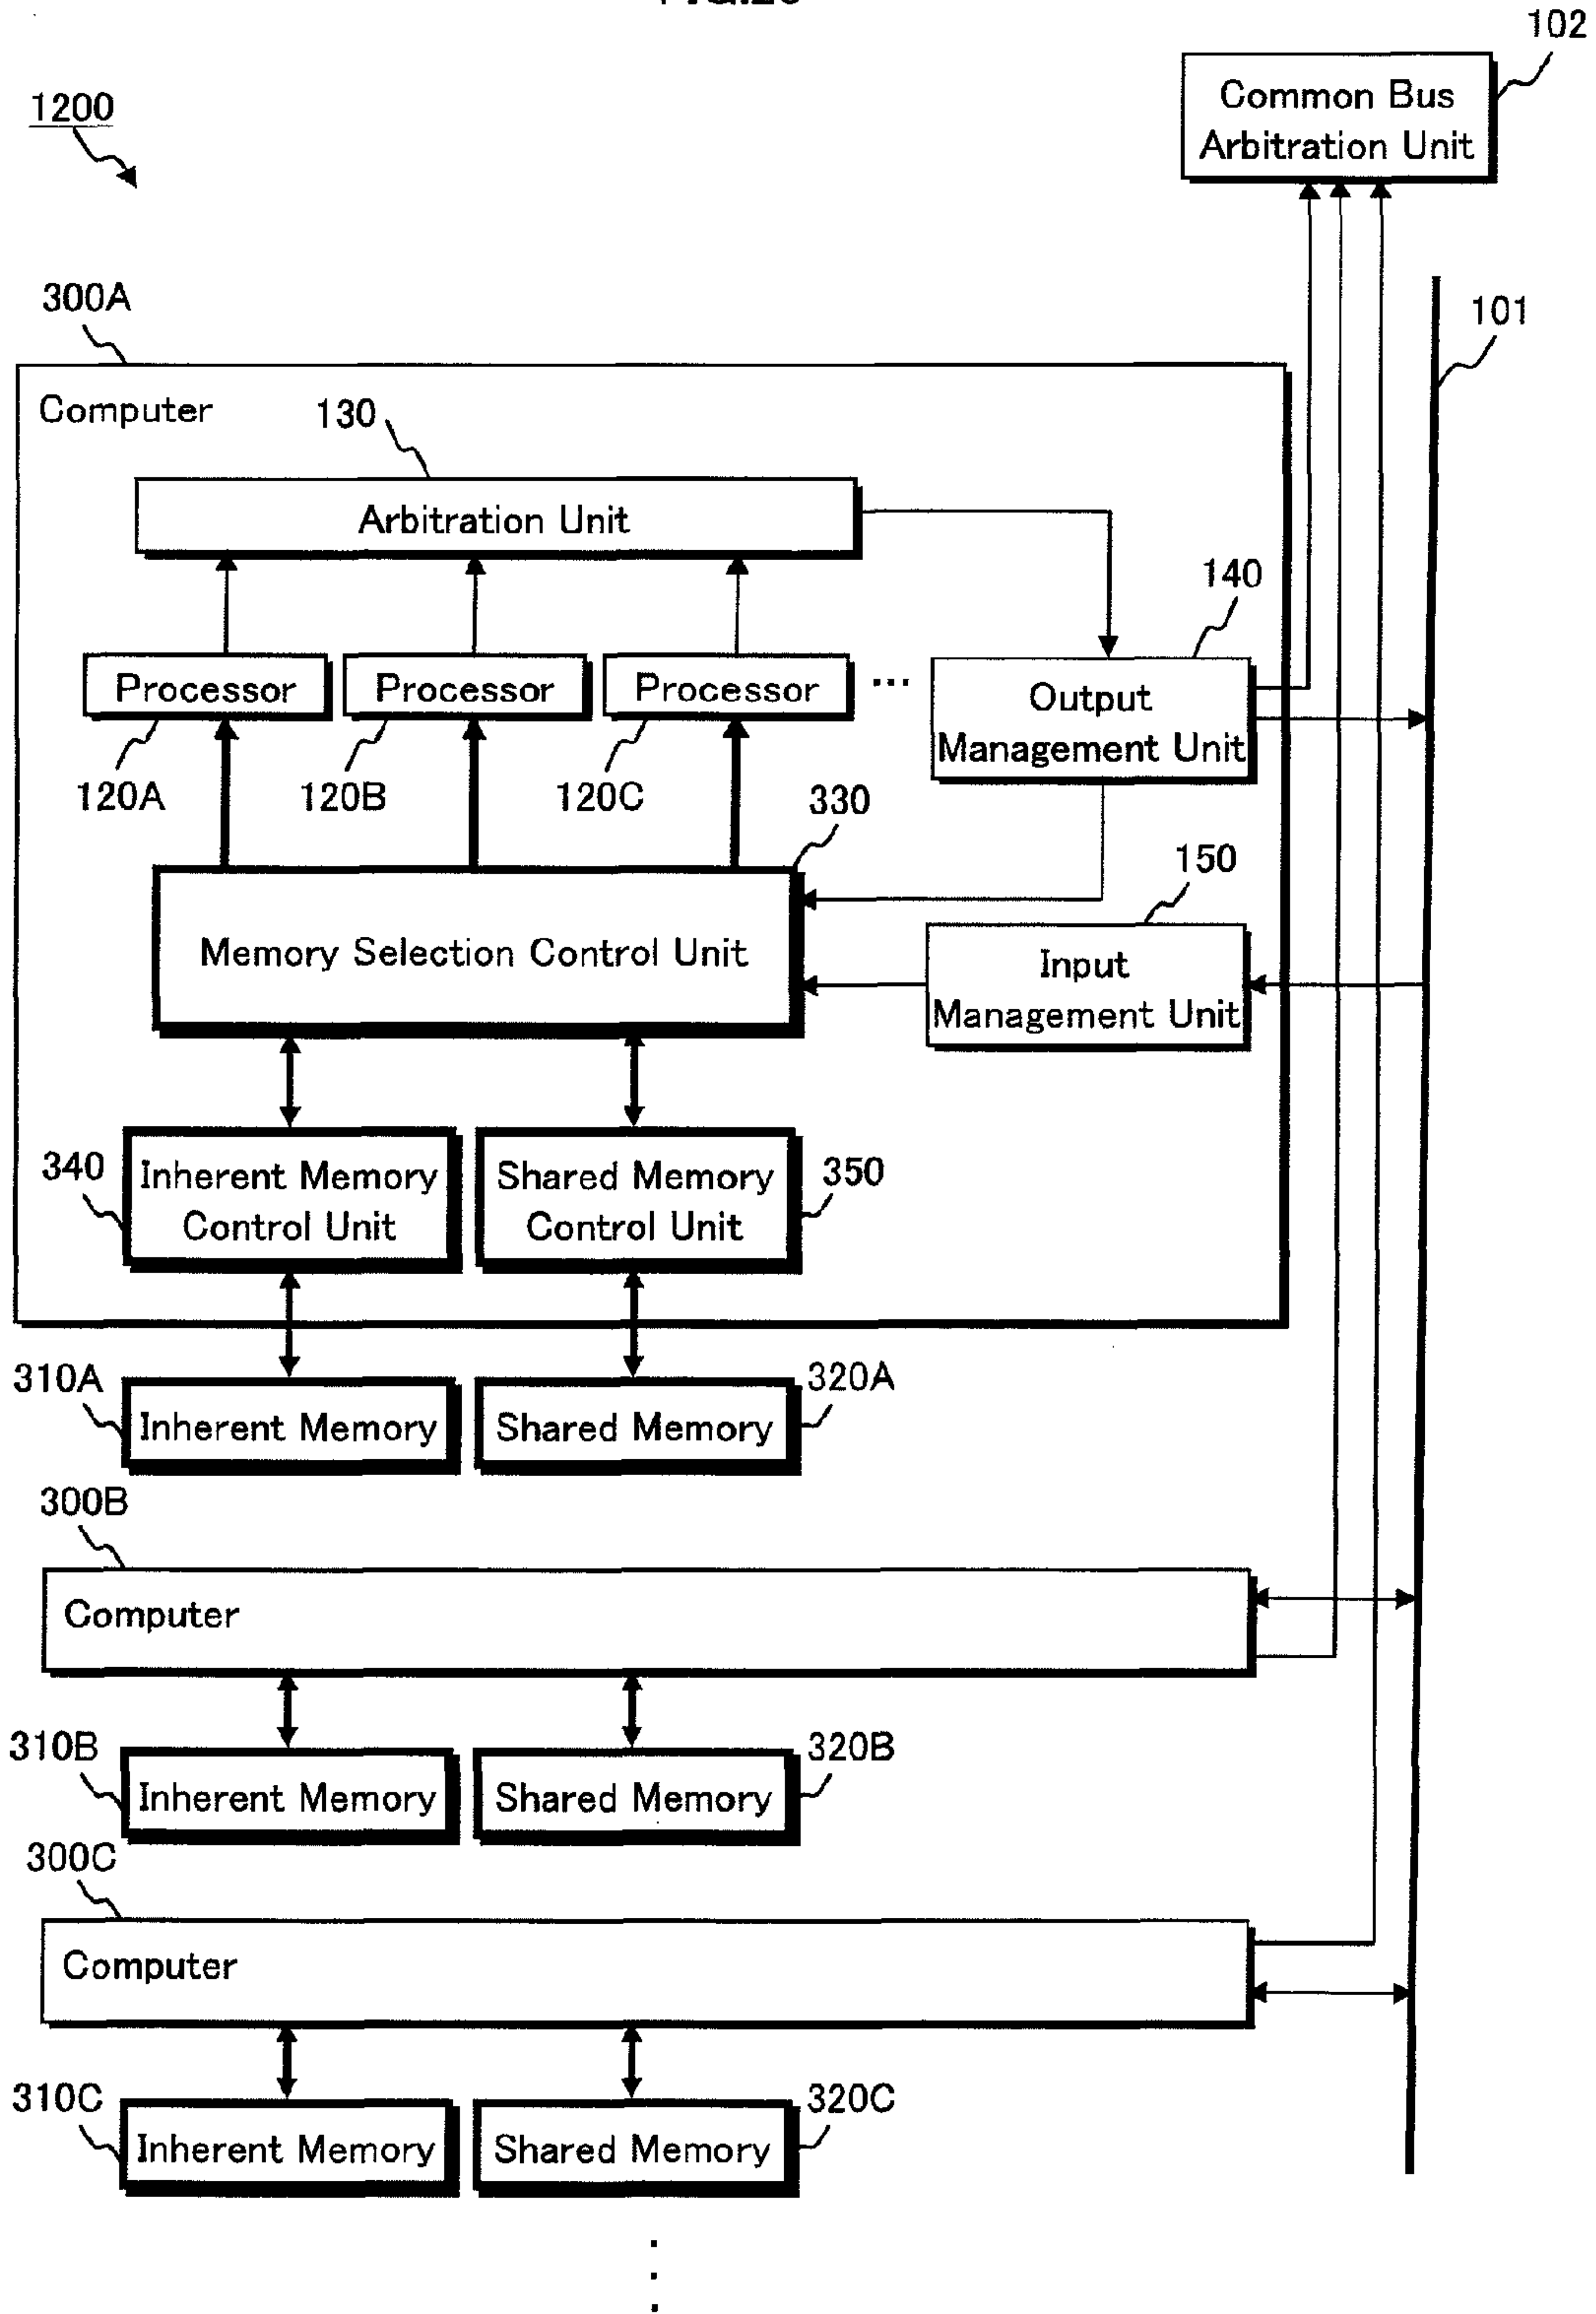 102
Common Bus
Arbitration Unit
1200
300A
101
Computer
130
Arbitration Unit
140
Processor
Processor
Processor
...
Output
Management Unit
120A
120B
120C
330
150
Memory Selection Control Unit
Input
Management Unit
340
Inherent Memory
Control Unit
Shared Memory
Control Unit
350
310A
Inherent Memory
Shared Memory
320A
300B
Computer
310B
Inherent Memory
Shared Memory
320B
300C
Computer
310C
Inherent Memory
Shared Memory
320C